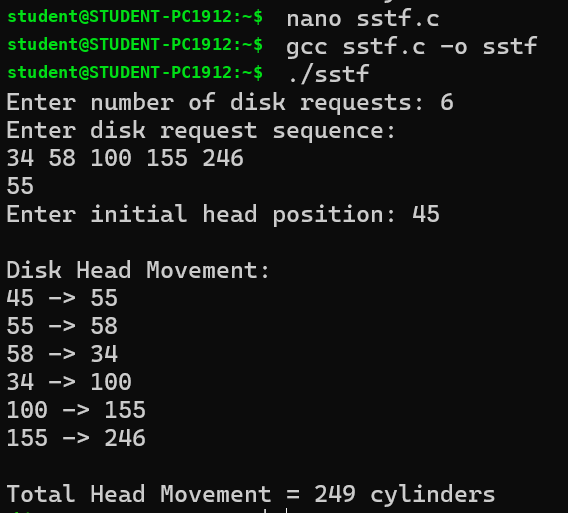 student@STUDENT-PC1912:~$ nano sstf.c
student@STUDENT-PC1912:~$ gcc sstf.c -o sstf
student@STUDENT-PC1912:~$ ./sstf
Enter number of disk requests: 6
Enter disk request sequence:
34 58 100 155 246
55
Enter initial head position: 45
Disk Head Movement:
45 -> 55
55 -> 58
58 -> 34
34 -> 100
100 -> 155
155 -> 246
Total Head Movement = 249 cylinders